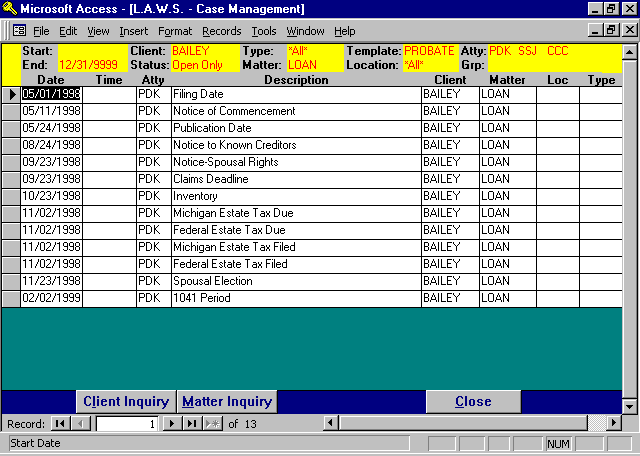 Microsoft Access - [L.A.W.S. - Case Management]
File Edit View Insert Format Records Tools Window Help
Start: Client: BAILEY Type: *All* Template: PROBATE Atty: PDK SSJ CCC
End: 12/31/9999 Status: Open Only Matter: LOAN Location: *All* Grp:
Date Time Atty Description Client Matter Loc Type
05/01/1998 PDK Filing Date BAILEY LOAN
05/11/1998 PDK Notice of Commencement BAILEY LOAN
05/24/1998 PDK Publication Date BAILEY LOAN
08/24/1998 PDK Notice to Known Creditors BAILEY LOAN
09/23/1998 PDK Notice-Spousal Rights BAILEY LOAN
09/23/1998 PDK Claims Deadline BAILEY LOAN
10/23/1998 PDK Inventory BAILEY LOAN
11/02/1998 PDK Michigan Estate Tax Due BAILEY LOAN
11/02/1998 PDK Federal Estate Tax Due BAILEY LOAN
11/02/1998 PDK Michigan Estate Tax Filed BAILEY LOAN
11/02/1998 PDK Federal Estate Tax Filed BAILEY LOAN
11/23/1998 PDK Spousal Election BAILEY LOAN
02/02/1999 PDK 1041 Period BAILEY LOAN
Client Inquiry Matter Inquiry Close
Record: 1 of 13
Start Date NUM